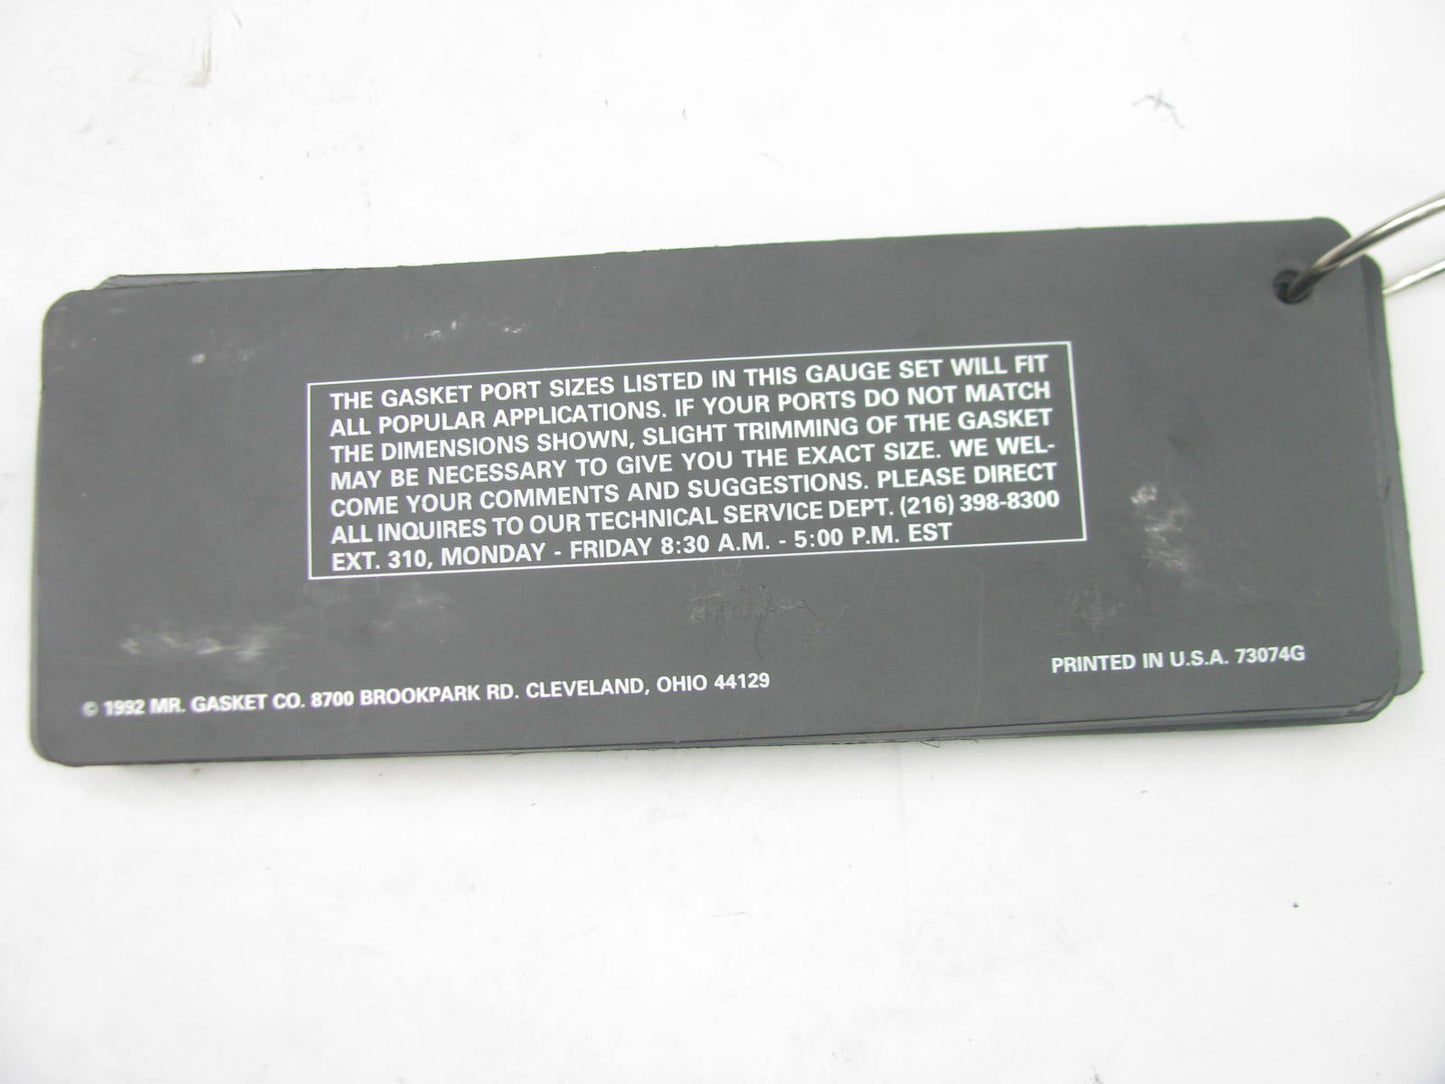 THE GASKET PORT SIZES LISTED IN THIS GAUGE SET WILL FIT
ALL POPULAR APPLICATIONS. IF YOUR PORTS DO NOT MATCH
THE DIMENSIONS SHOWN, SLIGHT TRIMMING OF THE GASKET
MAY BE NECESSARY TO GIVE YOU THE EXACT SIZE. WE WEL-
COME YOUR COMMENTS AND SUGGESTIONS. PLEASE DIRECT
ALL INQUIRES TO OUR TECHNICAL SERVICE DEPT. (216) 398-8300
EXT. 310, MONDAY - FRIDAY 8:30 A.M. - 5:00 P.M. EST
PRINTED IN U.S.A. 73074G
© 1992 MR. GASKET CO. 8700 BROOKPARK RD. CLEVELAND, OHIO 44129